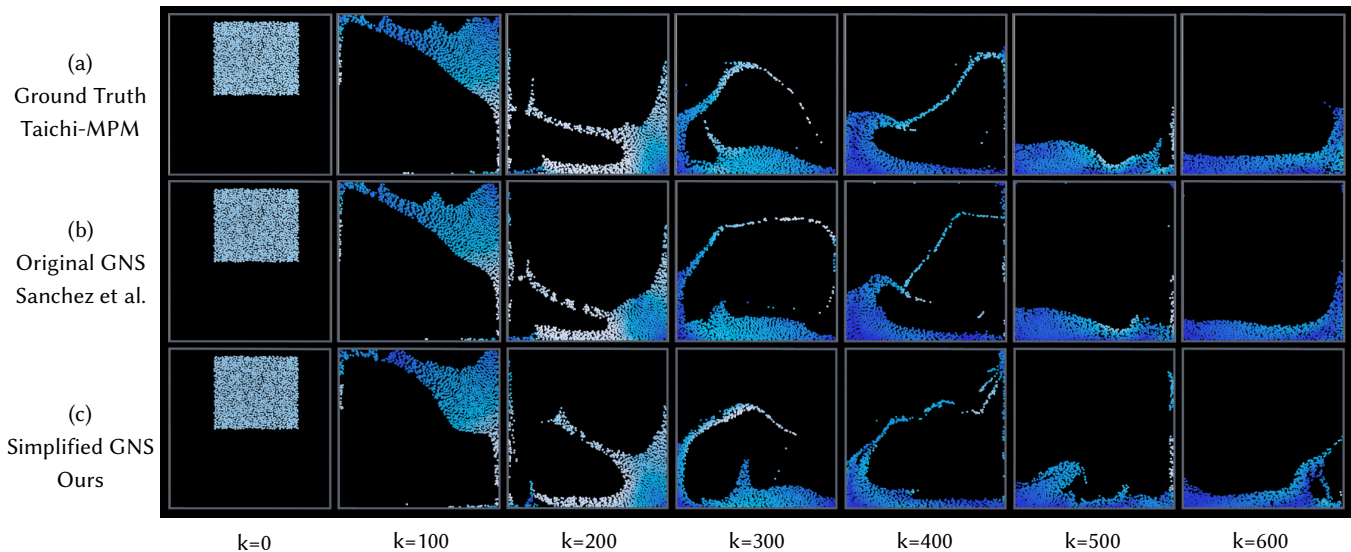 (a)
Ground Truth
Taichi-MPM
(b)
Original GNS
Sanchez et al.
(c)
Simplified GNS
Ours
k=0 k=100 k=200 k=300 k=400 k=500 k=600